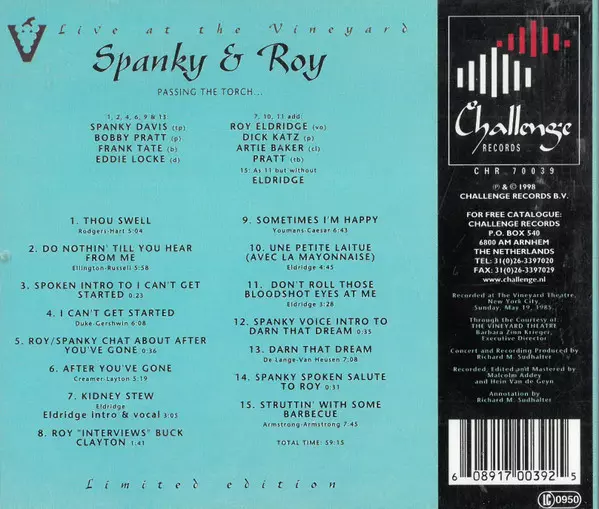 Live at the Vineyard
Spanky & Roy
PASSING THE TORCH...
1, 2, 4, 6, 9 & 13
SPANKY DAVIS (tp)
BOBBY PRATT (p)
FRANK TATE (b)
EDDIE LOCKE (d)
7, 10, 11 add:
ROY ELDRIDGE (vo)
DICK KATZ (p)
ARTIE BAKER (cl)
PRATT (tb)
15: As 11 but without
ELDRIDGE
1. THOU SWELL
Rodgers-Hart 5:04
2. DO NOTHIN' TILL YOU HEAR
FROM ME
Ellington-Russell 5:58
3. SPOKEN INTRO TO I CAN'T GET
STARTED 0:23
4. I CAN'T GET STARTED
Duke-Gershwin 6:08
5. ROY/SPANKY CHAT ABOUT AFTER
YOU'VE GONE 0:36
6. AFTER YOU'VE GONE
Creamer-Layton 5:19
7. KIDNEY STEW
Eldridge
Eldridge intro & vocal 3:05
8. ROY "INTERVIEWS" BUCK
CLAYTON 1:41
9. SOMETIMES I'M HAPPY
Youmans-Caesar 6:43
10. UNE PETITE LAITUE
(AVEC LA MAYONNAISE)
Eldridge 4:45
11. DON'T ROLL THOSE
BLOODSHOT EYES AT ME
Eldridge 3:28
12. SPANKY VOICE INTRO TO
DARN THAT DREAM 0:35
13. DARN THAT DREAM
De Lange-Van Heusen 7:08
14. SPANKY SPOKEN SALUTE
TO ROY 0:31
15. STRUTTIN' WITH SOME
BARBECUE
Armstrong-Armstrong 7:45
TOTAL TIME: 59:15
Limited edition
Challenge
RECORDS
CHR 70039
℗ & © 1998
CHALLENGE RECORDS B.V.
FOR FREE CATALOGUE:
CHALLENGE RECORDS
P.O. BOX 540
6800 AM ARNHEM
THE NETHERLANDS
TEL: 31(0)26-3397020
FAX: 31(0)26-3397029
www.challenge.nl
Recorded at The Vineyard Theatre,
New York City,
Sunday, May 19, 1985.
Through the Courtesy of
THE VINEYARD THEATRE
Barbara Zinn Krieger,
Executive Director
Concert and Recording Produced by
Richard M. Sudhalter
Recorded, Edited and Mastered by
Malcolm Addey
and Hein Van de Geyn
Annotation by
Richard M. Sudhalter
6 08917 00392 5
LC 0950